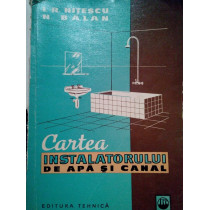 I. R. NIȚESCU
N. BALAN
Cartea
INSTALATORULUI
DE APĂ ȘI CANAL
EDITURA TEHNICĂ